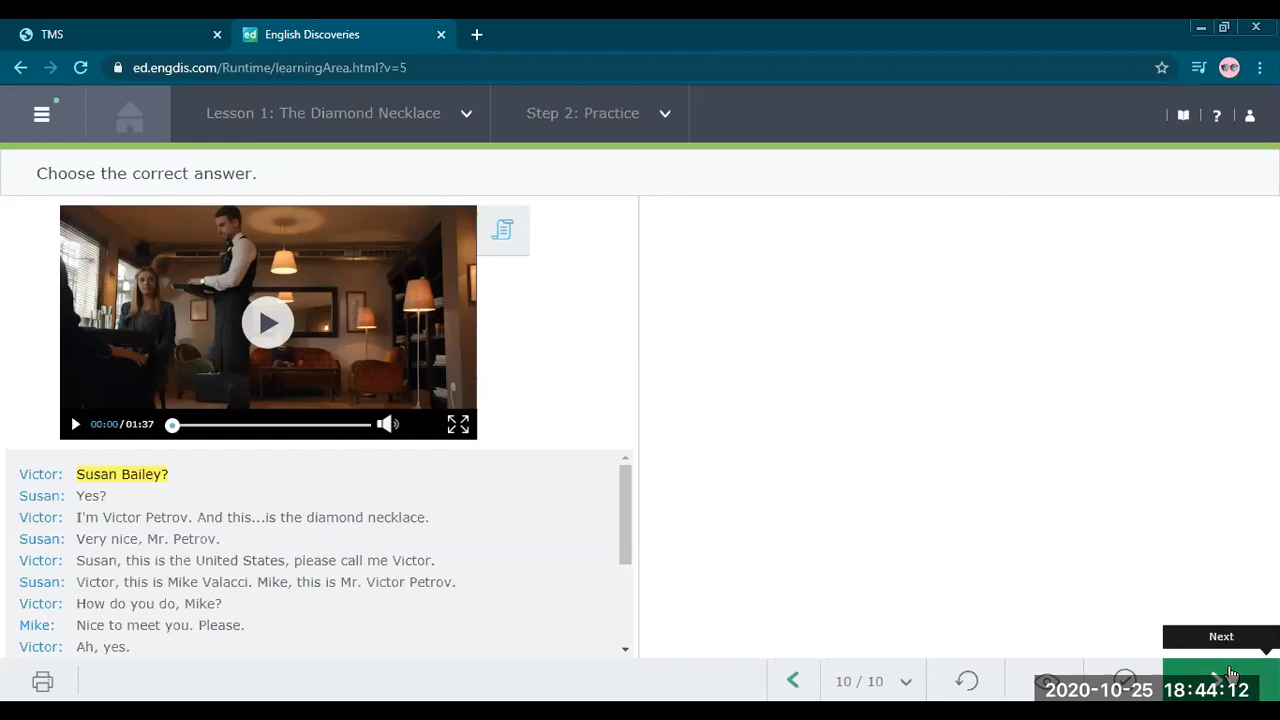 TMS
English Discoveries
ed.engdis.com/Runtime/learningArea.html?v=5
Lesson 1: The Diamond Necklace
Step 2: Practice
?
Choose the correct answer.
00:00/01:37
Victor: Susan Bailey?
Susan: Yes?
Victor: I'm Victor Petrov. And this...is the diamond necklace.
Susan: Very nice, Mr. Petrov.
Victor: Susan, this is the United States, please call me Victor.
Susan: Victor, this is Mike Valacci. Mike, this is Mr. Victor Petrov.
Victor: How do you do, Mike?
Mike: Nice to meet you. Please.
Victor: Ah, yes.
Next
10 / 10
2020-10-25 18:44:12